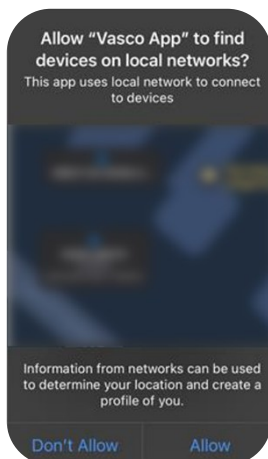 Allow “Vasco App” to find
devices on local networks?
This app uses local network to connect
to devices
Information from networks can be used
to determine your location and create a
profile of you.
Don't Allow
Allow